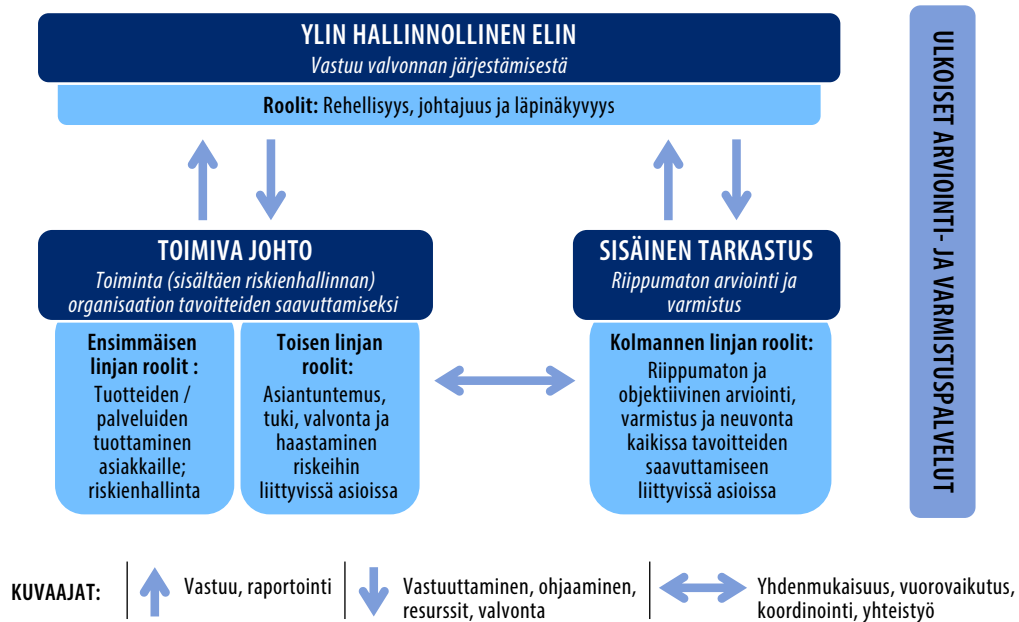 YLIN HALLINNOLLINEN ELIN
Vastuu valvonnan järjestämisestä
Roolit: Rehellisyys, johtajuus ja läpinäkyvyys
TOIMIVA JOHTO
Toiminta (sisältäen riskienhallinnan)
organisaation tavoitteiden saavuttamiseksi
Ensimmäisen
linjan roolit :
Tuotteiden /
palveluiden
tuottaminen
asiakkaille;
riskienhallinta
Toisen linjan
roolit:
Asiantuntemus,
tuki, valvonta ja
haastaminen
riskeihin
liittyvissä asioissa
SISÄINEN TARKASTUS
Riippumaton arviointi ja
varmistus
Kolmannen linjan roolit:
Riippumaton ja
objektiivinen arviointi,
varmistus ja neuvonta
kaikissa tavoitteiden
saavuttamiseen
liittyvissä asioissa
ULKOISET ARVIOINTI- JA VARMISTUSPALVELUT
KUVAAJAT:
Vastuu, raportointi
Vastuuttaminen, ohjaaminen,
resurssit, valvonta
Yhdenmukaisuus, vuorovaikutus,
koordinointi, yhteistyö